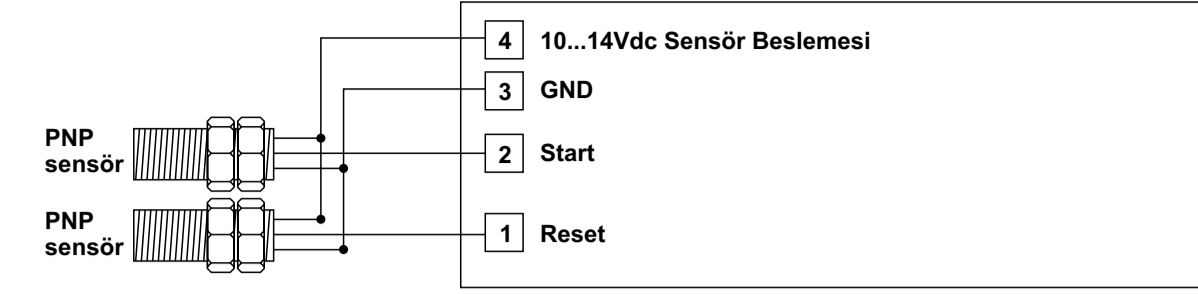 4 10...14Vdc Sensör Beslemesi
3 GND
PNP
sensör
2 Start
PNP
sensör
1 Reset